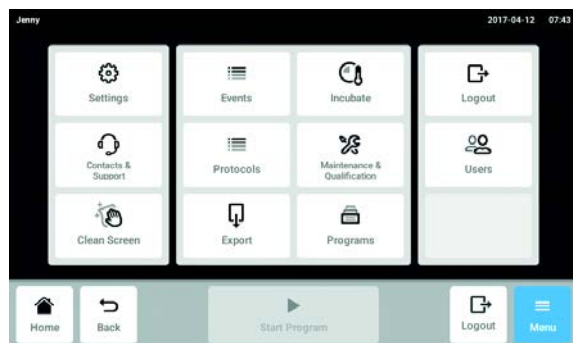 Jenny
2017-04-12 07:43
Settings
Events
Incubate
Logout
Contacts &
Support
Protocols
Maintenance &
Qualification
Users
Clean Screen
Export
Programs
Home
Back
Start Program
Logout
Menu